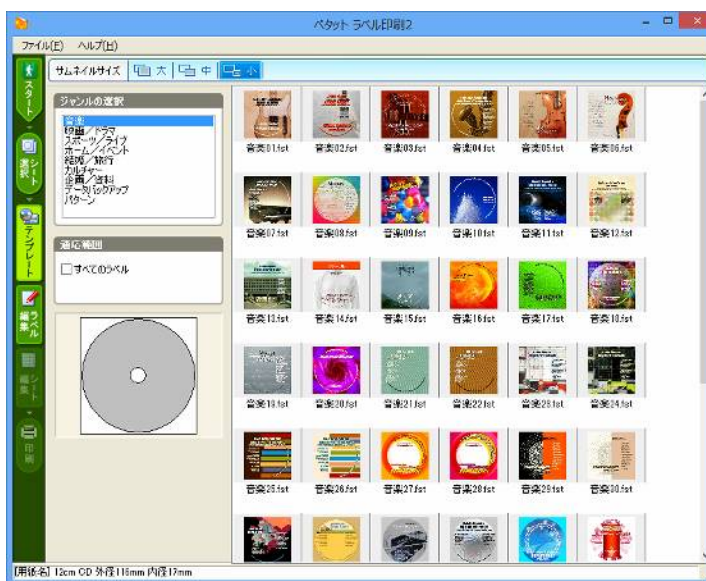 ペタット ラベル印刷2
ファイル(F) ヘルプ(H)
サムネイルサイズ 大 中 小
スタート
シート選択
テンプレート
ラベル編集
シート編集
印刷
ジャンルの選択
音楽
映画/ドラマ
スポーツ/ライブ
ホーム/イベント
結婚/旅行
カルチャー
企画/資料
データバックアップ
パターン
適応範囲
すべてのラベル
音楽01.fst 音楽02.fst 音楽03.fst 音楽04.fst 音楽05.fst 音楽06.fst
音楽07.fst 音楽08.fst 音楽09.fst 音楽10.fst 音楽11.fst 音楽12.fst
音楽13.fst 音楽14.fst 音楽15.fst 音楽16.fst 音楽17.fst 音楽18.fst
音楽19.fst 音楽20.fst 音楽21.fst 音楽22.fst 音楽23.fst 音楽24.fst
音楽25.fst 音楽26.fst 音楽27.fst 音楽28.fst 音楽29.fst 音楽30.fst
[用紙名] 12cm CD 外径116mm 内径17mm